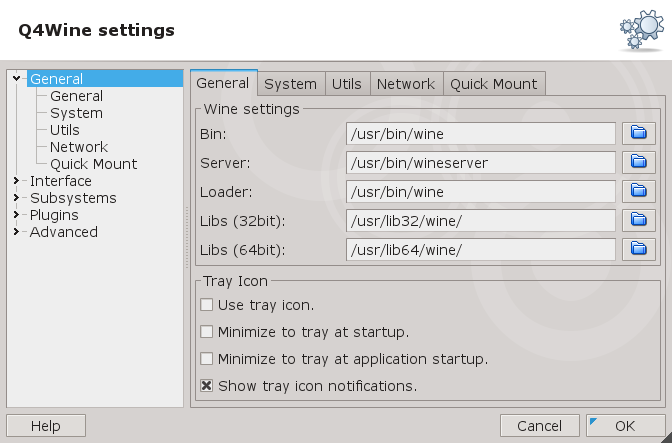 Q4Wine settings
General
General
System
Utils
Network
Quick Mount
Interface
Subsystems
Plugins
Advanced
General System Utils Network Quick Mount
Wine settings
Bin: /usr/bin/wine
Server: /usr/bin/wineserver
Loader: /usr/bin/wine
Libs (32bit): /usr/lib32/wine/
Libs (64bit): /usr/lib64/wine/
Tray Icon
Use tray icon.
Minimize to tray at startup.
Minimize to tray at application startup.
Show tray icon notifications.
Help Cancel OK